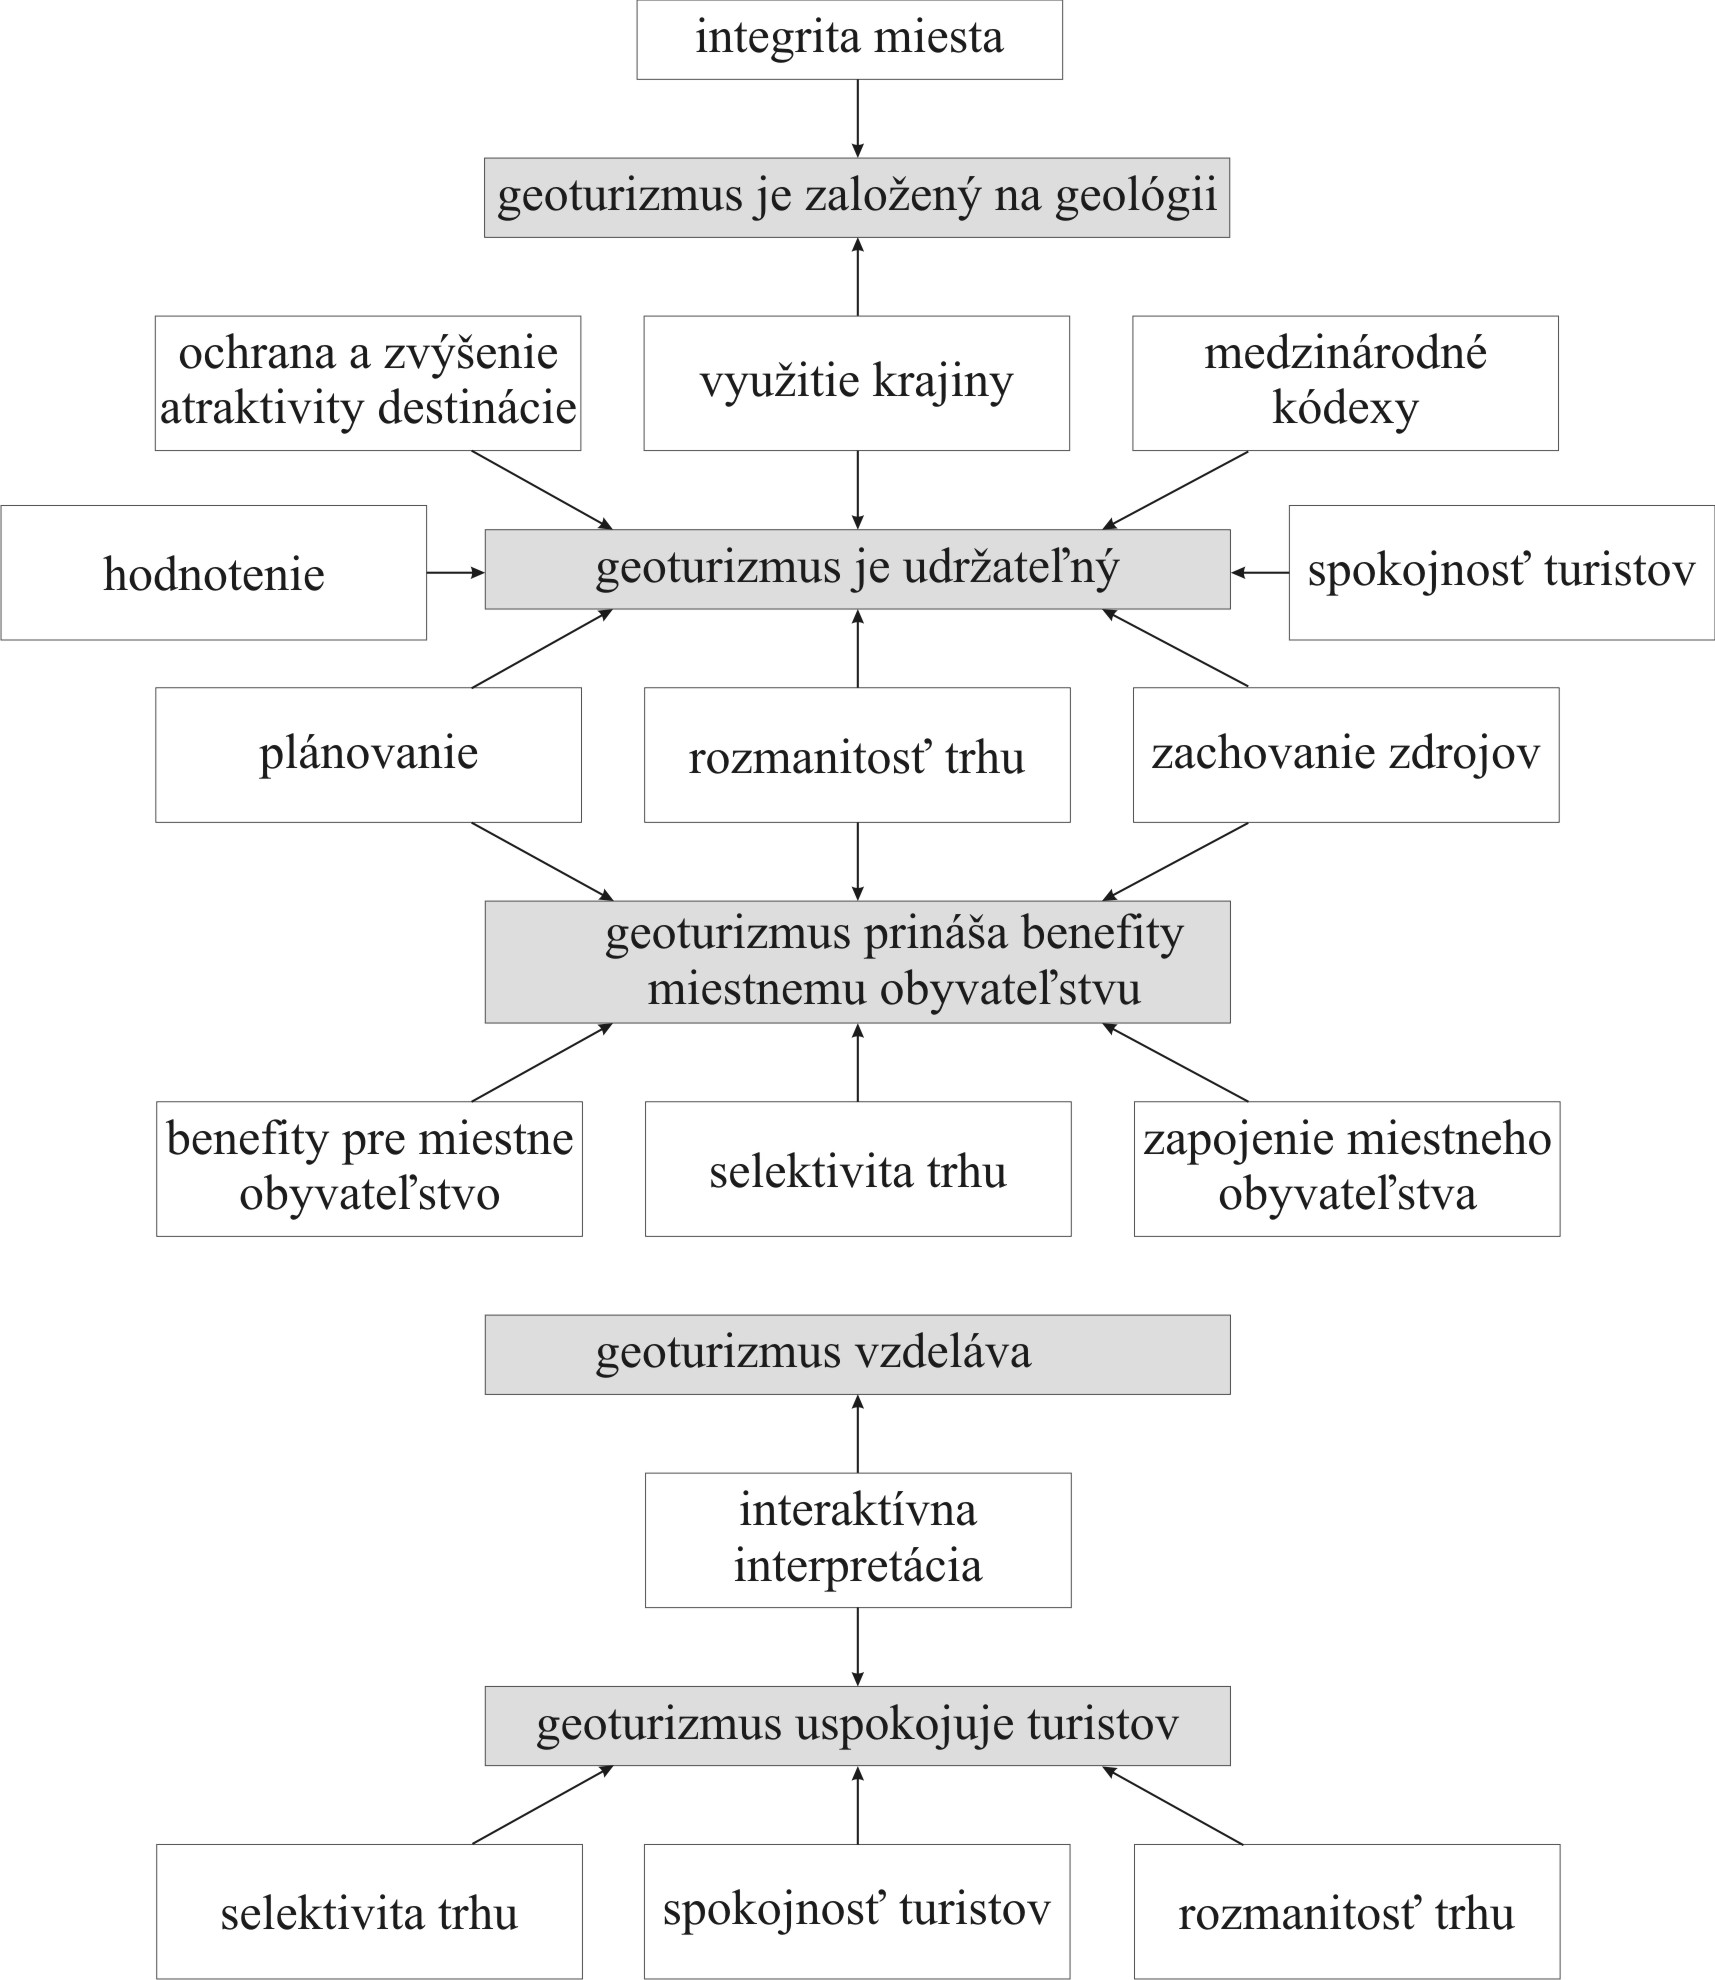 integrita miesta
geoturizmus je založený na geológii
ochrana a zvýšenie
atraktivity destinácie
využitie krajiny
medzinárodné
kódexy
hodnotenie
geoturizmus je udržateľný
spokojnosť turistov
plánovanie
rozmanitosť trhu
zachovanie zdrojov
geoturizmus prináša benefity
miestnemu obyvateľstvu
benefity pre miestne
obyvateľstvo
selektivita trhu
zapojenie miestneho
obyvateľstva
geoturizmus vzdeláva
interaktívna
interpretácia
geoturizmus uspokojuje turistov
selektivita trhu
spokojnosť turistov
rozmanitosť trhu